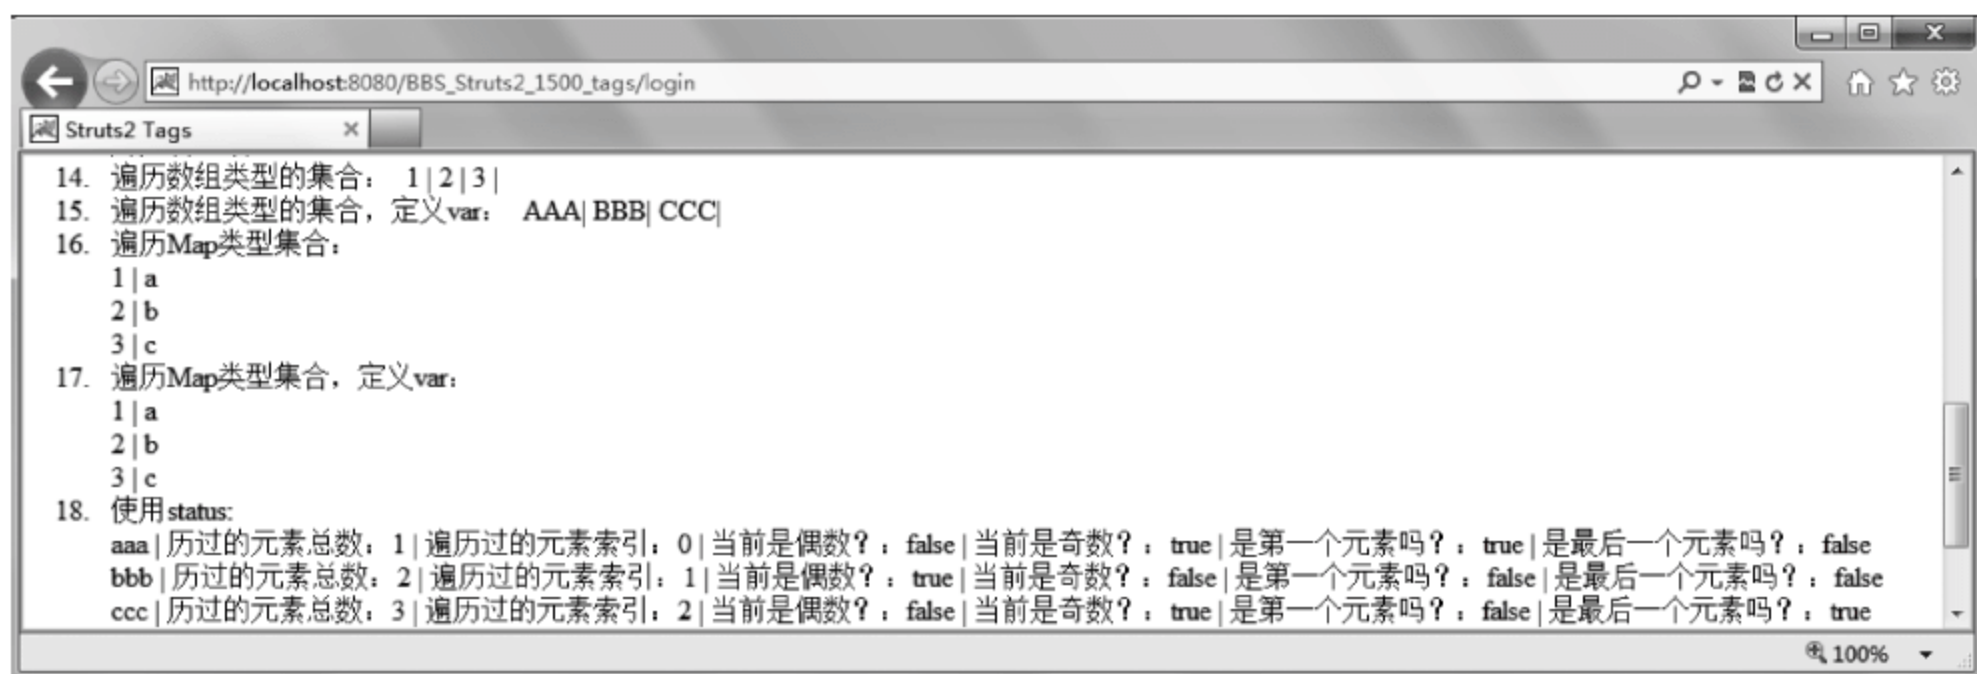 http://localhost:8080/BBS_Struts2_1500_tags/login
Struts2 Tags
14. 遍历数组类型的集合： 1 | 2 | 3 |
15. 遍历数组类型的集合，定义var： AAA| BBB| CCC|
16. 遍历Map类型集合：
1 | a
2 | b
3 | c
17. 遍历Map类型集合，定义var：
1 | a
2 | b
3 | c
18. 使用status:
aaa | 历过的元素总数：1 | 遍历过的元素索引：0 | 当前是偶数？：false | 当前是奇数？：true | 是第一个元素吗？：true | 是最后一个元素吗？：false
bbb | 历过的元素总数：2 | 遍历过的元素索引：1 | 当前是偶数？：true | 当前是奇数？：false | 是第一个元素吗？：false | 是最后一个元素吗？：false
ccc | 历过的元素总数：3 | 遍历过的元素索引：2 | 当前是偶数？：false | 当前是奇数？：true | 是第一个元素吗？：false | 是最后一个元素吗？：true
100%